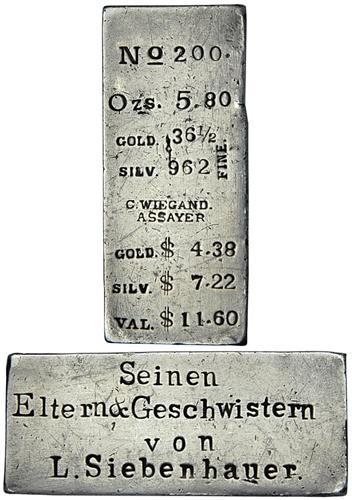 No 200.
Ozs. 5.80
GOLD. 36½
SILV. 962
FINE.
C. WIEGAND.
ASSAYER
GOLD. $ 4.38
SILV. $ 7.22
VAL. $ 11.60
Seinen
Eltern & Geschwistern
von
L. Siebenhauer.